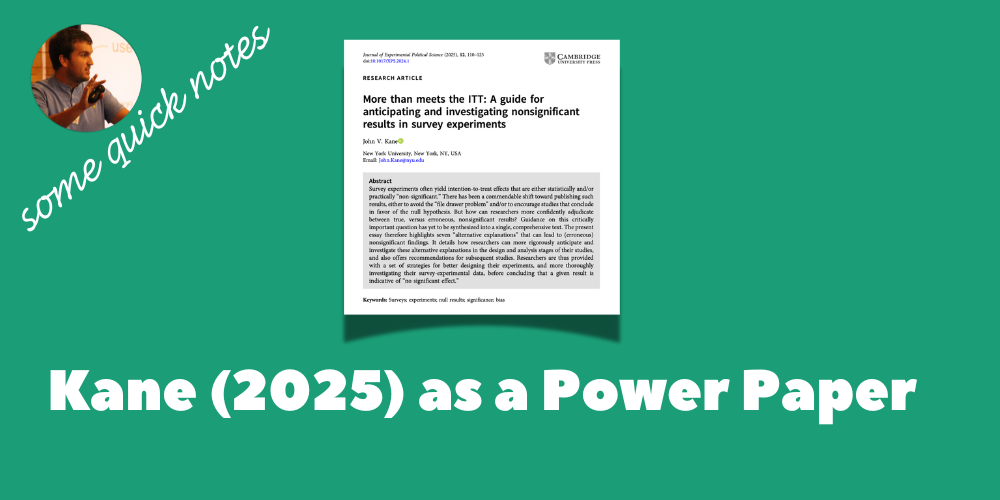 use
some quick notes
Journal of Experimental Political Science (2025), 12, 110–123
CAMBRIDGE
UNIVERSITY PRESS
RESEARCH ARTICLE
More than meets the ITT: A guide for
anticipating and investigating nonsignificant
results in survey experiments
John V. Kane
New York University, New York, NY, USA
Email: John.Kane@nyu.edu
Abstract
Survey experiments often yield intention-to-treat effects that are either statistically and/or
practically “non-significant.” There has been a commendable shift toward publishing such
results, either to avoid the “file drawer problem” and/or to encourage studies that conclude
in favor of the null hypothesis. But how can researchers more confidently adjudicate
between true, versus erroneous, nonsignificant results? Guidance on this critically
important question has yet to be synthesized into a single, comprehensive text. The present
essay therefore highlights seven “alternative explanations” that can lead to (erroneous)
nonsignificant findings. It details how researchers can more rigorously anticipate and
investigate these alternative explanations in the design and analysis stages of their studies,
and also offers recommendations for subsequent studies. Researchers are thus provided
with a set of strategies for better designing their experiments, and more thoroughly
investigating their survey-experimental data, before concluding that a given result is
indicative of “no significant effect.”
Keywords: Surveys; experiments; null results; significance; bias
Kane (2025) as a Power Paper